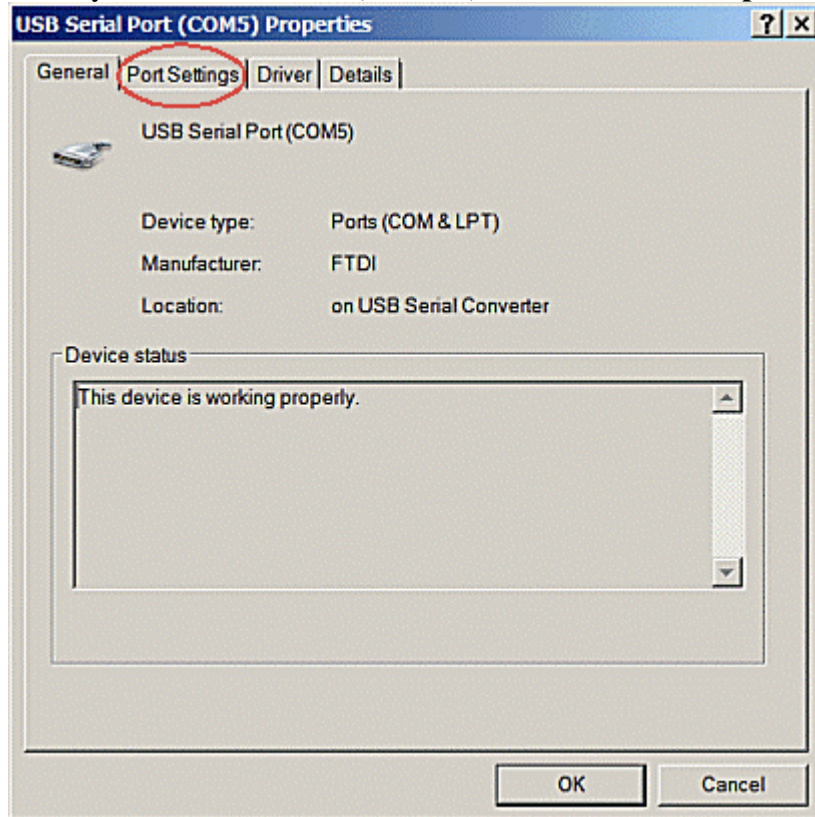 USB Serial Port (COM5) Properties ? ×
General Port Settings Driver Details
USB Serial Port (COM5)
Device type: Ports (COM & LPT)
Manufacturer: FTDI
Location: on USB Serial Converter
Device status
This device is working properly.
OK Cancel